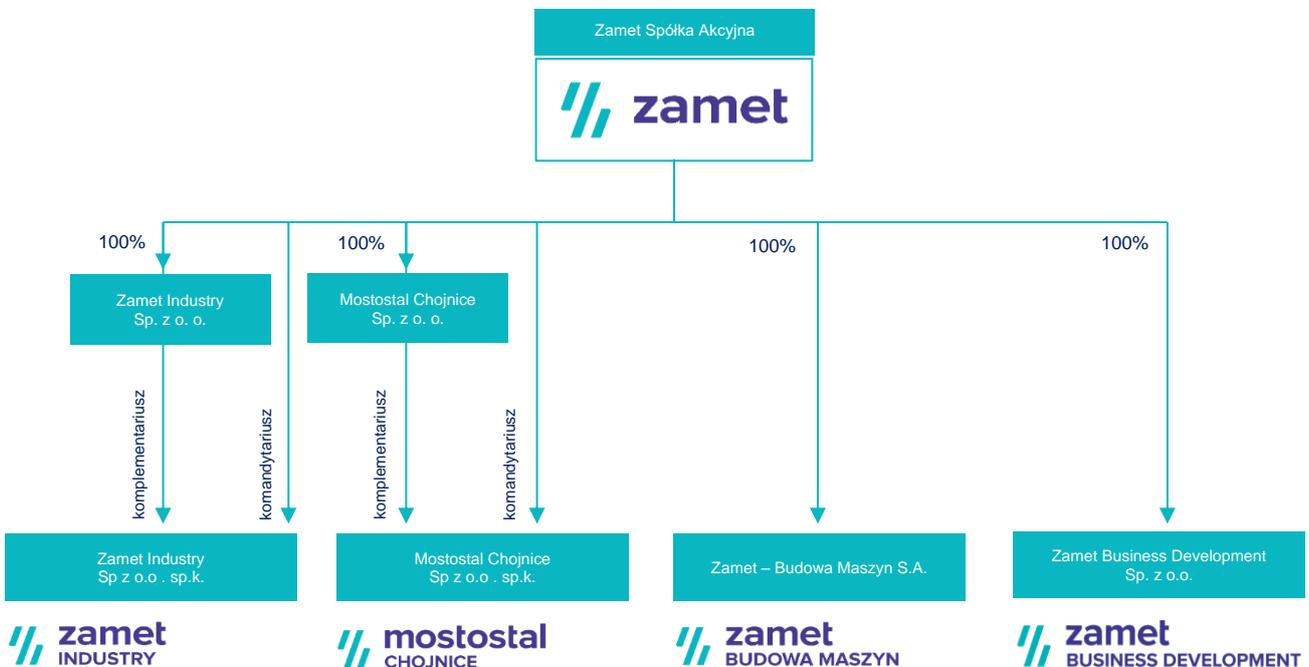 Zamet Spółka Akcyjna
zamet
100%
100%
100%
100%
Zamet Industry
Sp. z o. o.
Mostostal Chojnice
Sp. z o. o.
komplementariusz
komandytariusz
komplementariusz
komandytariusz
Zamet Industry
Sp z o.o . sp.k.
Mostostal Chojnice
Sp z o.o . sp.k.
Zamet – Budowa Maszyn S.A.
Zamet Business Development
Sp. z o.o.
zamet
INDUSTRY
mostostal
CHOJNICE
zamet
BUDOWA MASZYN
zamet
BUSINESS DEVELOPMENT